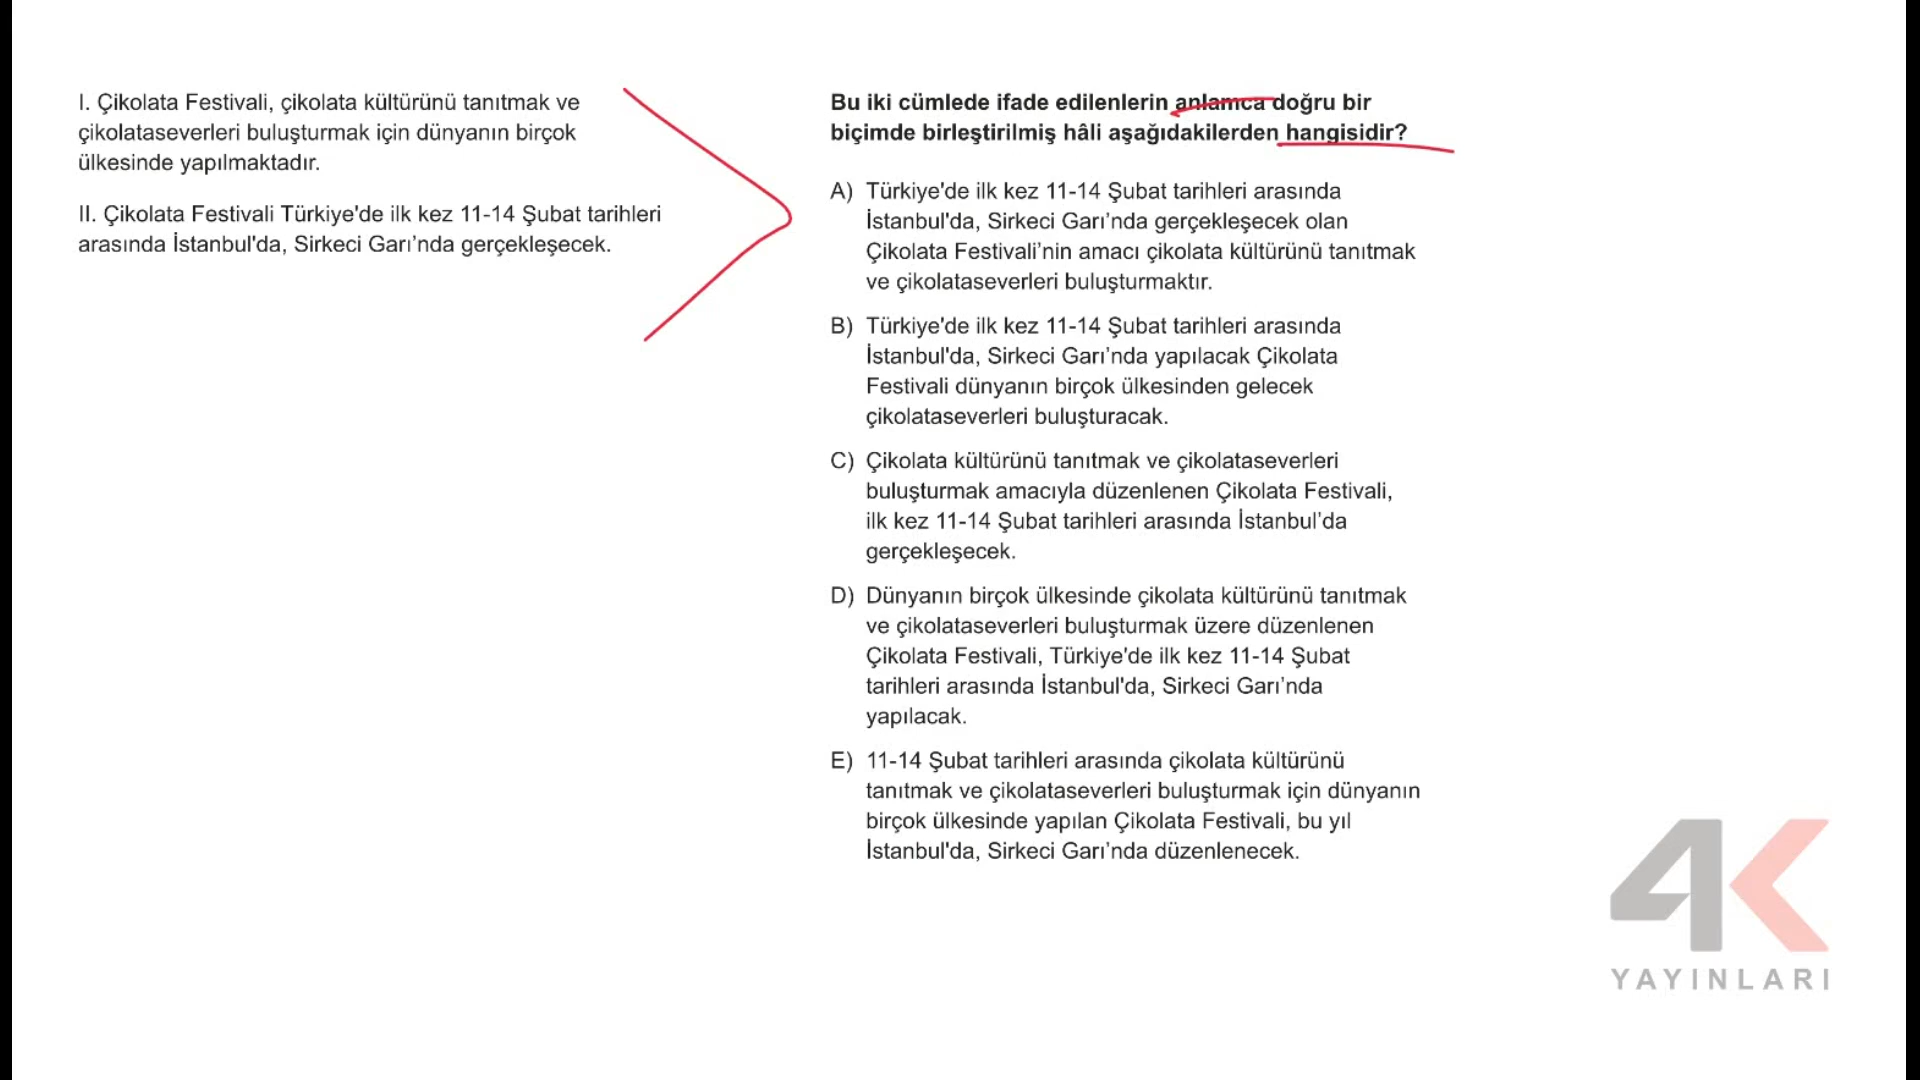 I. Çikolata Festivali, çikolata kültürünü tanıtmak ve
çikolataseverleri buluşturmak için dünyanın birçok
ülkesinde yapılmaktadır.
II. Çikolata Festivali Türkiye'de ilk kez 11-14 Şubat tarihleri
arasında İstanbul'da, Sirkeci Garı’nda gerçekleşecek.
Bu iki cümlede ifade edilenlerin anlamca doğru bir
biçimde birleştirilmiş hâli aşağıdakilerden hangisidir?
A) Türkiye'de ilk kez 11-14 Şubat tarihleri arasında
İstanbul'da, Sirkeci Garı’nda gerçekleşecek olan
Çikolata Festivali’nin amacı çikolata kültürünü tanıtmak
ve çikolataseverleri buluşturmaktır.
B) Türkiye'de ilk kez 11-14 Şubat tarihleri arasında
İstanbul'da, Sirkeci Garı’nda yapılacak Çikolata
Festivali dünyanın birçok ülkesinden gelecek
çikolataseverleri buluşturacak.
C) Çikolata kültürünü tanıtmak ve çikolataseverleri
buluşturmak amacıyla düzenlenen Çikolata Festivali,
ilk kez 11-14 Şubat tarihleri arasında İstanbul’da
gerçekleşecek.
D) Dünyanın birçok ülkesinde çikolata kültürünü tanıtmak
ve çikolataseverleri buluşturmak üzere düzenlenen
Çikolata Festivali, Türkiye'de ilk kez 11-14 Şubat
tarihleri arasında İstanbul'da, Sirkeci Garı’nda
yapılacak.
E) 11-14 Şubat tarihleri arasında çikolata kültürünü
tanıtmak ve çikolataseverleri buluşturmak için dünyanın
birçok ülkesinde yapılan Çikolata Festivali, bu yıl
İstanbul'da, Sirkeci Garı’nda düzenlenecek.
4K
YAYINLARI